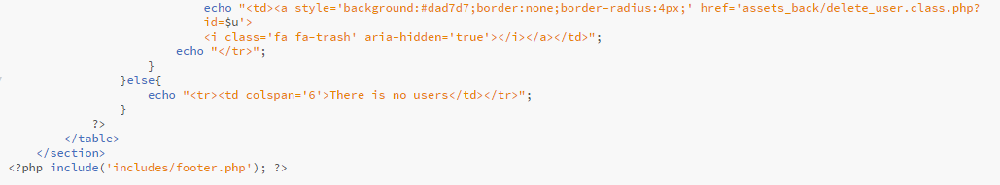 echo "<td><a style='background:#dad7d7;border:none;border-radius:4px;' href='assets_back/delete_user.class.php?
id=$u'>
<i class='fa fa-trash' aria-hidden='true'></i></a></td>";
echo "</tr>";
}
}else{
echo "<tr><td colspan='6'>There is no users</td></tr>";
}
?>
</table>
</section>
<?php include('includes/footer.php'); ?>